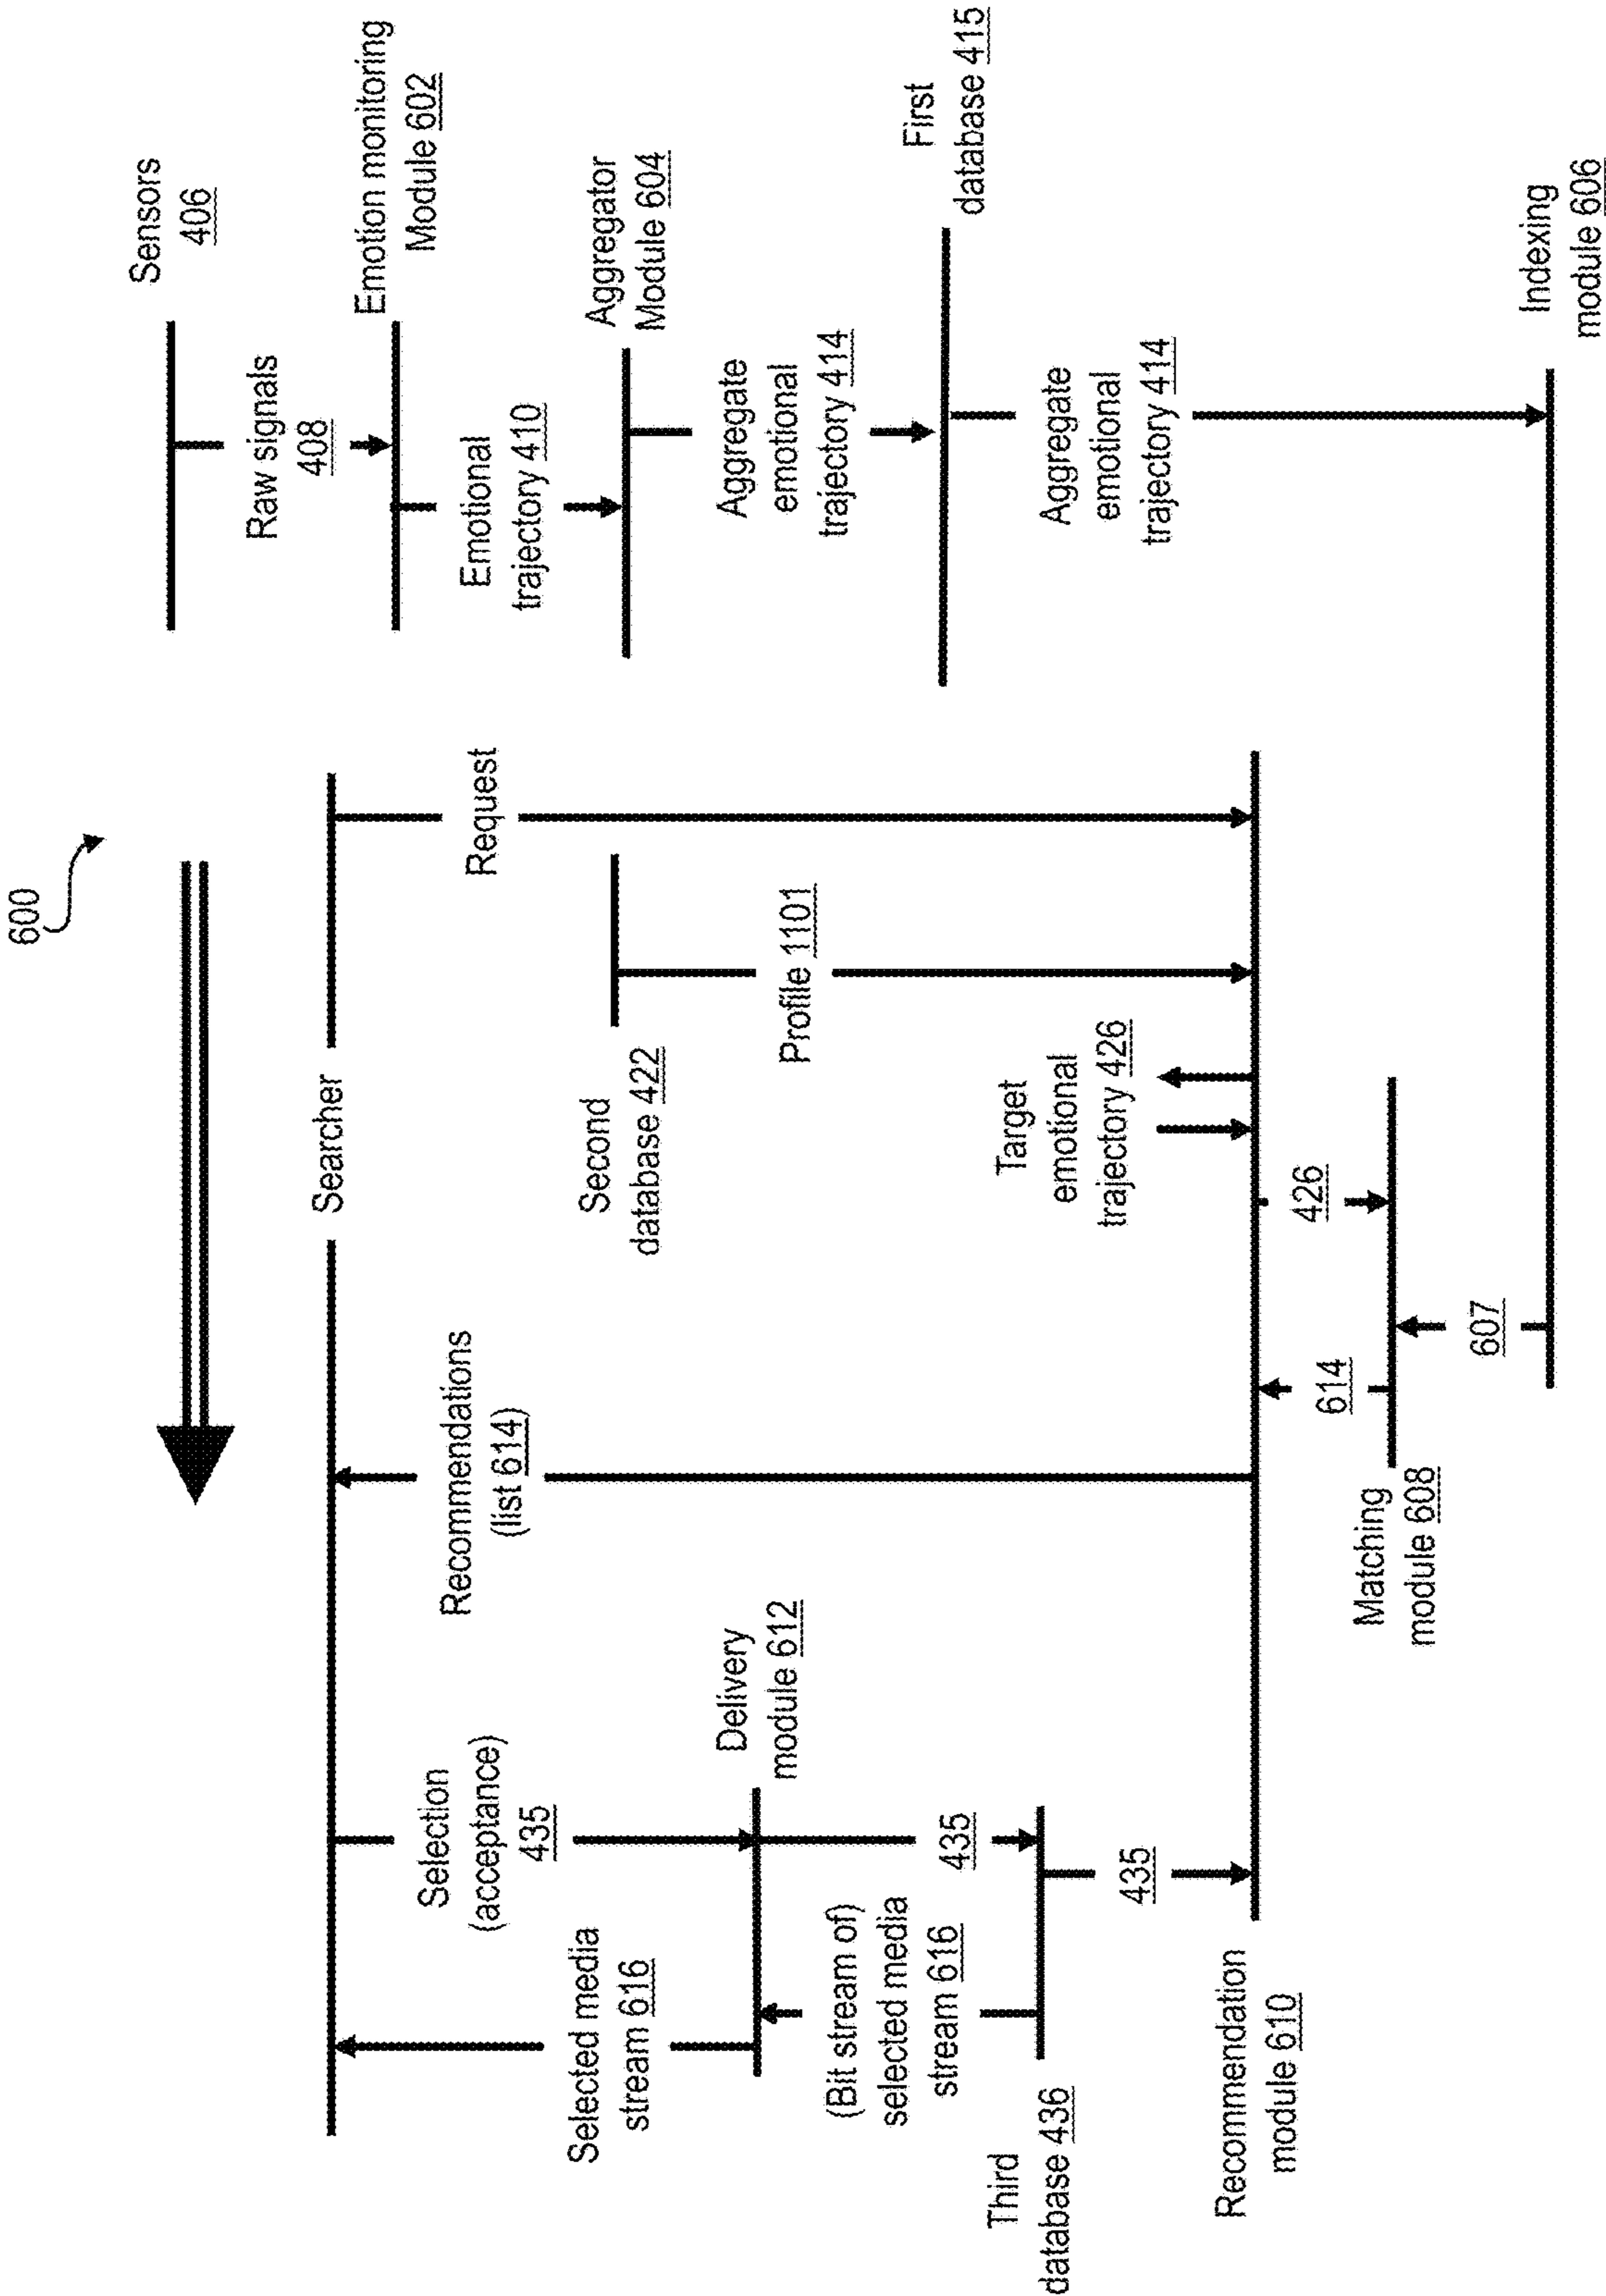 600
Sensors
406
Raw signals
408
Emotion monitoring
Module 602
Emotional
trajectory 410
Aggregator
Module 604
Aggregate
emotional
trajectory 414
First
database 415
Aggregate
emotional
trajectory 414
Indexing
module 606
Searcher
Request
Second
database 422
Profile 1101
Target
emotional
trajectory 426
426
607
614
Matching
module 608
Recommendations
(list 614)
Selection
(acceptance)
435
Delivery
module 612
435
435
Selected media
stream 616
(Bit stream of)
selected media
stream 616
Third
database 436
Recommendation
module 610